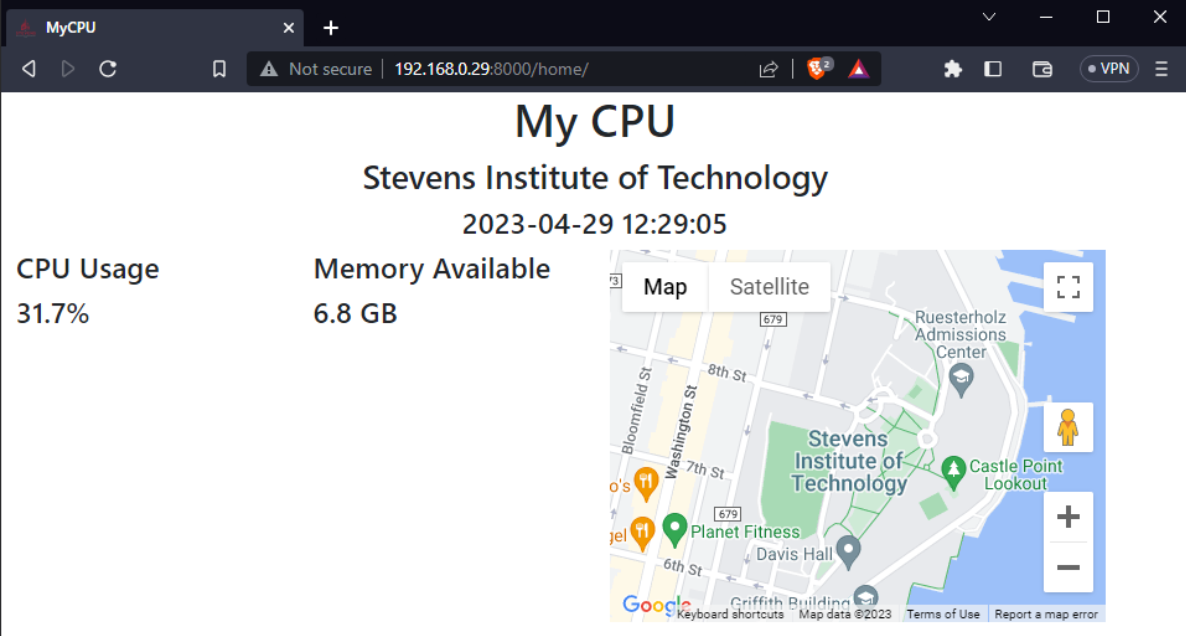 MyCPU
Not secure
192.168.0.29:8000/home/
2
VPN
My CPU
Stevens Institute of Technology
2023-04-29 12:29:05
CPU Usage
31.7%
Memory Available
6.8 GB
Map
Satellite
679
Ruesterholz
Admissions
Center
8th St
Bloomfield St
Washington St
Stevens
Institute of
Technology
7th St
Castle Point
Lookout
o's
679
gel
Planet Fitness
Davis Hall
6th St
Griffith Building
Google
Keyboard shortcuts
Map data ©2023
Terms of Use
Report a map error